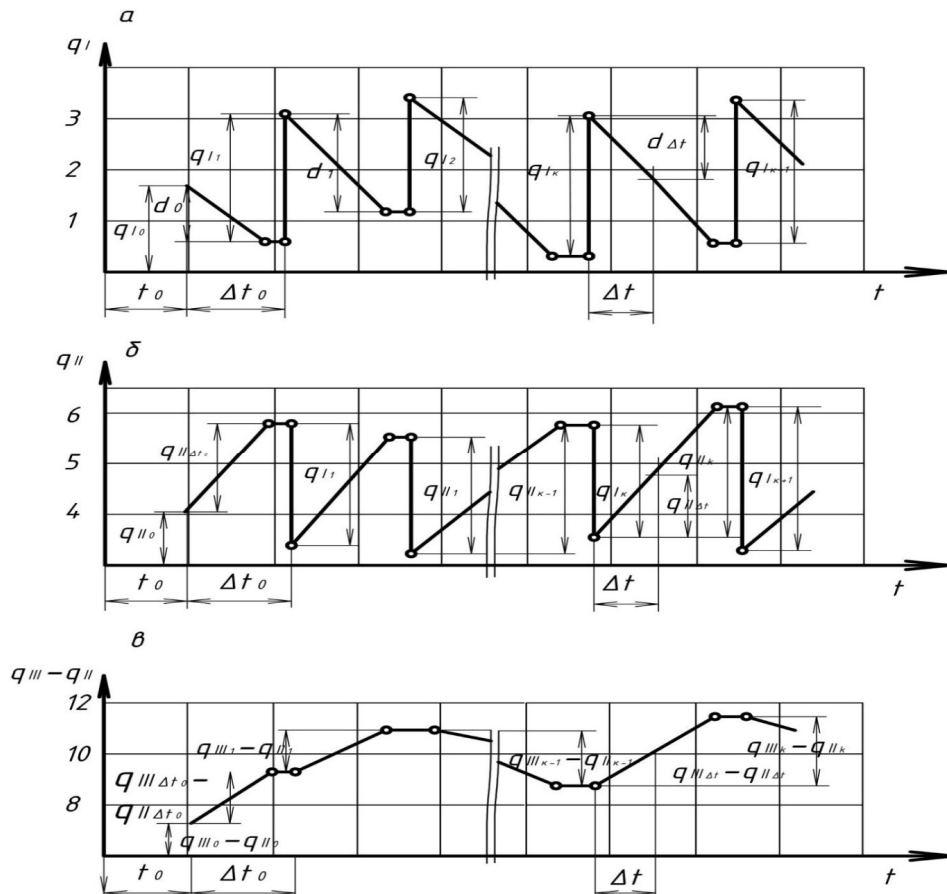 а
q I
3
2
1
q I 0
d 0
q I 1
d 1
q I 2
q I к
d Δt
q I к-1
t 0
Δt 0
Δt
t
б
q II
6
5
4
q II Δt 0
q II 0
q I 1
q II 1
q II к-1
q I к
q II k
q II Δt
q I к+1
t 0
Δt 0
Δt
t
в
q III – q II
12
10
8
q III 1 – q II 1
q III Δt 0 –
q II Δt 0
q III 0 – q II 0
q III к-1 – q II к-1
q III k – q II k
q III Δt – q II Δt
t 0
Δt 0
Δt
t